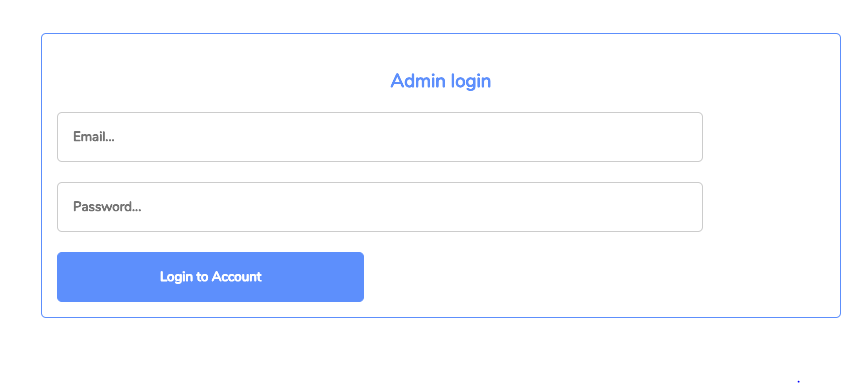 Admin login
Email...
Password...
Login to Account